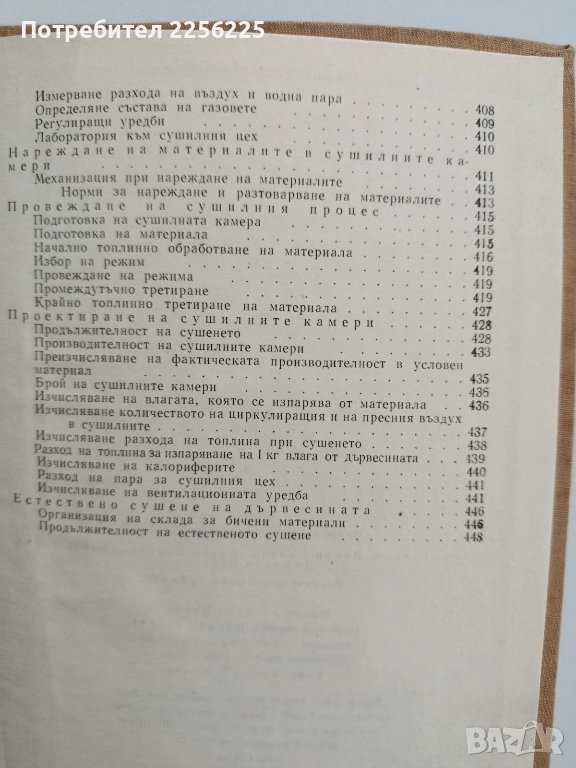 Потребител 2256225
Измерване разхода на въздух и водна пара . . . . . . . . 408
Определяне състава на газовете . . . . . . . . 409
Регулиращи уредби . . . . . . . . 410
Лаборатория към сушилния цех . . . . . . . . 410
Нареждане на материалите в сушилните ка-
мери . . . . . . . . 411
Механизация при нареждане на материалите . . . . . . . . 413
Норми за нареждане и разтоварване на материалите . . 413
Провеждане на сушилния процес . . . . . . . . 415
Подготовка на сушилната камера . . . . . . . . 415
Подготовка на материала . . . . . . . . 415
Начално топлинно обработване на материала . . . . . . . . 416
Избор на режим . . . . . . . . 419
Провеждане на режима . . . . . . . . 419
Промеждутъчно третиране . . . . . . . . 419
Крайно топлинно третиране на материала . . . . . . . . 427
Проектиране на сушилните камери . . . . . . . . 428
Продължителност на сушенето . . . . . . . . 428
Производителност на сушилните камери . . . . . . . . 433
Преизчисляване на фактическата производителност в условен
материал . . . . . . . . 435
Брой на сушилните камери . . . . . . . . 435
Изчисляване на влагата, която се изпарява от материала . . 436
Изчисляване количеството на циркулиращия и на пресния въздух
в сушилните . . . . . . . . 437
Изчисляване разхода на топлина при сушенето . . . . . . . . 438
Разход на топлина за изпаряване на 1 кг влага от дървесината . . 439
Изчисляване на калориферите . . . . . . . . 440
Разход на пара за сушилния цех . . . . . . . . 441
Изчисляване на вентилационната уредба . . . . . . . . 441
Естествено сушене на дървесината . . . . . . . . 446
Организация на склада за бичени материали . . . . . . . . 446
Продължителност на естественото сушене . . . . . . . . 448
BAZAR